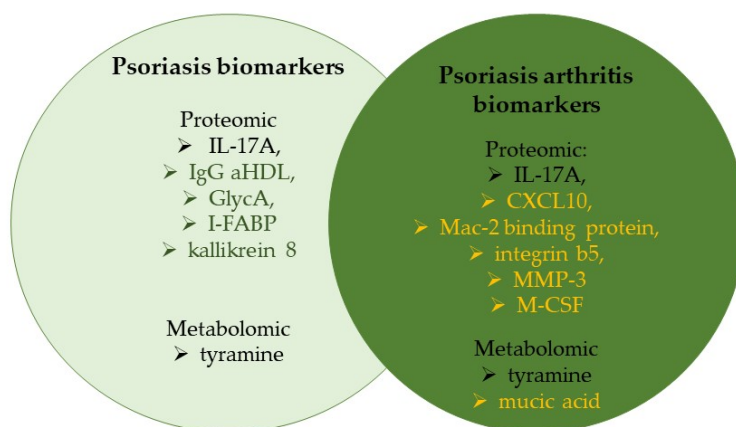 Psoriasis biomarkers
Proteomic
➢ IL-17A,
➢ IgG aHDL,
➢ GlycA,
➢ I-FABP
➢ kallikrein 8
Metabolomic
➢ tyramine
Psoriasis arthritis
biomarkers
Proteomic:
➢ IL-17A,
➢ CXCL10,
➢ Mac-2 binding protein,
➢ integrin b5,
➢ MMP-3
➢ M-CSF
Metabolomic
➢ tyramine
➢ mucic acid